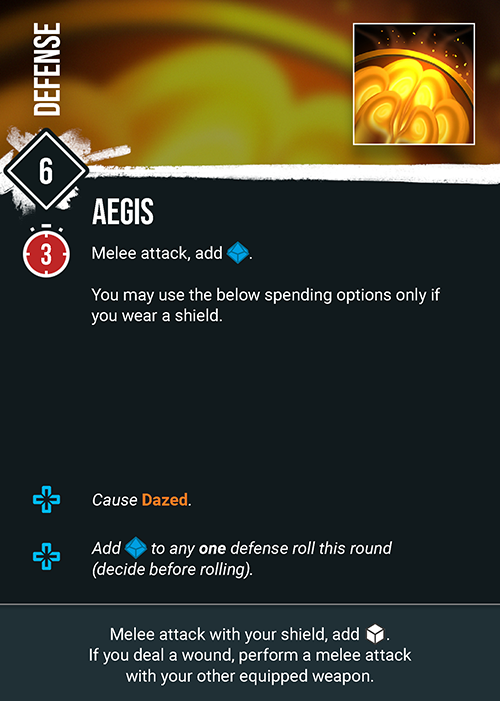 DEFENSE
6
AEGIS
3
Melee attack, add .
You may use the below spending options only if
you wear a shield.
Cause Dazed.
Add to any one defense roll this round
(decide before rolling).
Melee attack with your shield, add .
If you deal a wound, perform a melee attack
with your other equipped weapon.